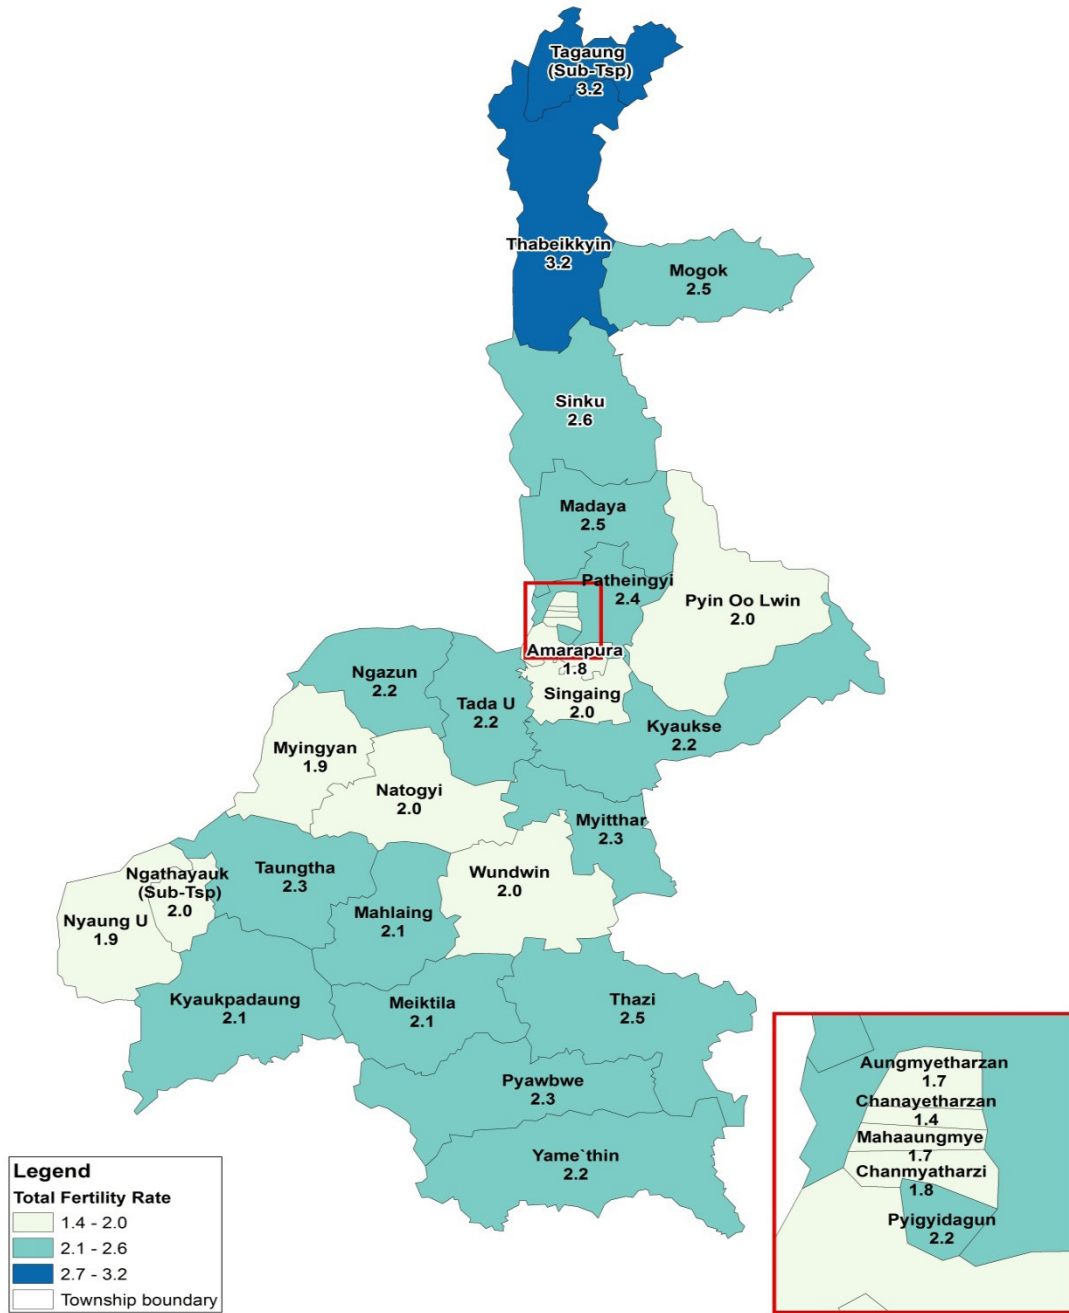 Tagaung
(Sub-Tsp)
3.2
Thabeikkyin
3.2
Mogok
2.5
Sinku
2.6
Madaya
2.5
Patheingyi
2.4
Pyin Oo Lwin
2.0
Amarapura
1.8
Singaing
2.0
Ngazun
2.2
Tada U
2.2
Kyaukse
2.2
Myingyan
1.9
Natogyi
2.0
Myitthar
2.3
Ngathayauk
(Sub-Tsp)
2.0
Taungtha
2.3
Wundwin
2.0
Nyaung U
1.9
Mahlaing
2.1
Kyaukpadaung
2.1
Meiktila
2.1
Thazi
2.5
Pyawbwe
2.3
Yame`thin
2.2
Aungmyetharzan
1.7
Chanayetharzan
1.4
Mahaaungmye
1.7
Chanmyatharzi
1.8
Pyigyidagun
2.2
Legend
Total Fertility Rate
1.4 - 2.0
2.1 - 2.6
2.7 - 3.2
Township boundary